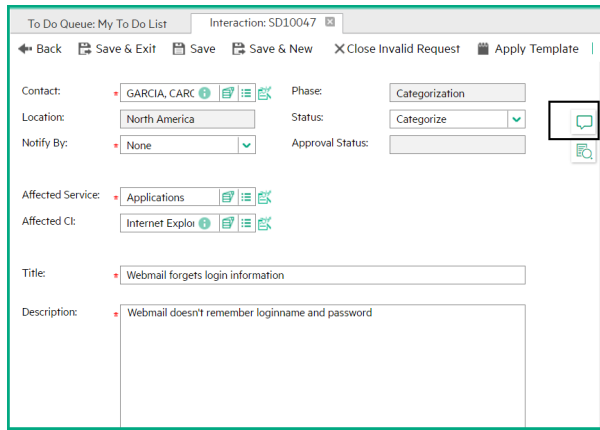 To Do Queue: My To Do List Interaction: SD10047
Back Save & Exit Save Save & New Close Invalid Request Apply Template
Contact: * GARCIA, CARC Phase: Categorization
Location: North America Status: Categorize
Notify By: * None Approval Status:
Affected Service: * Applications
Affected CI: Internet Explor
Title: * Webmail forgets login information
Description: * Webmail doesn't remember loginname and password